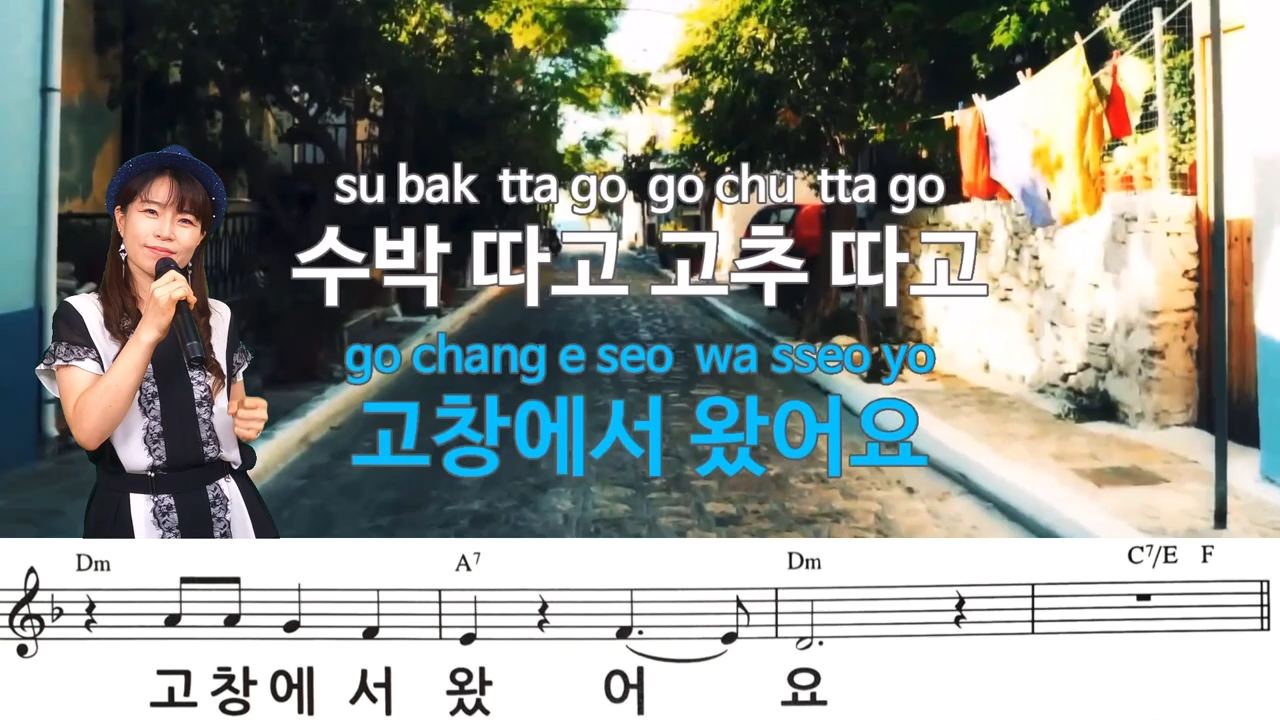 su bak tta go go chu tta go
수박 따고 고추 따고
go chang e seo wa sseo yo
고창에서 왔어요
Dm A7 Dm C7/E F
고 창 에 서 왔 어 요